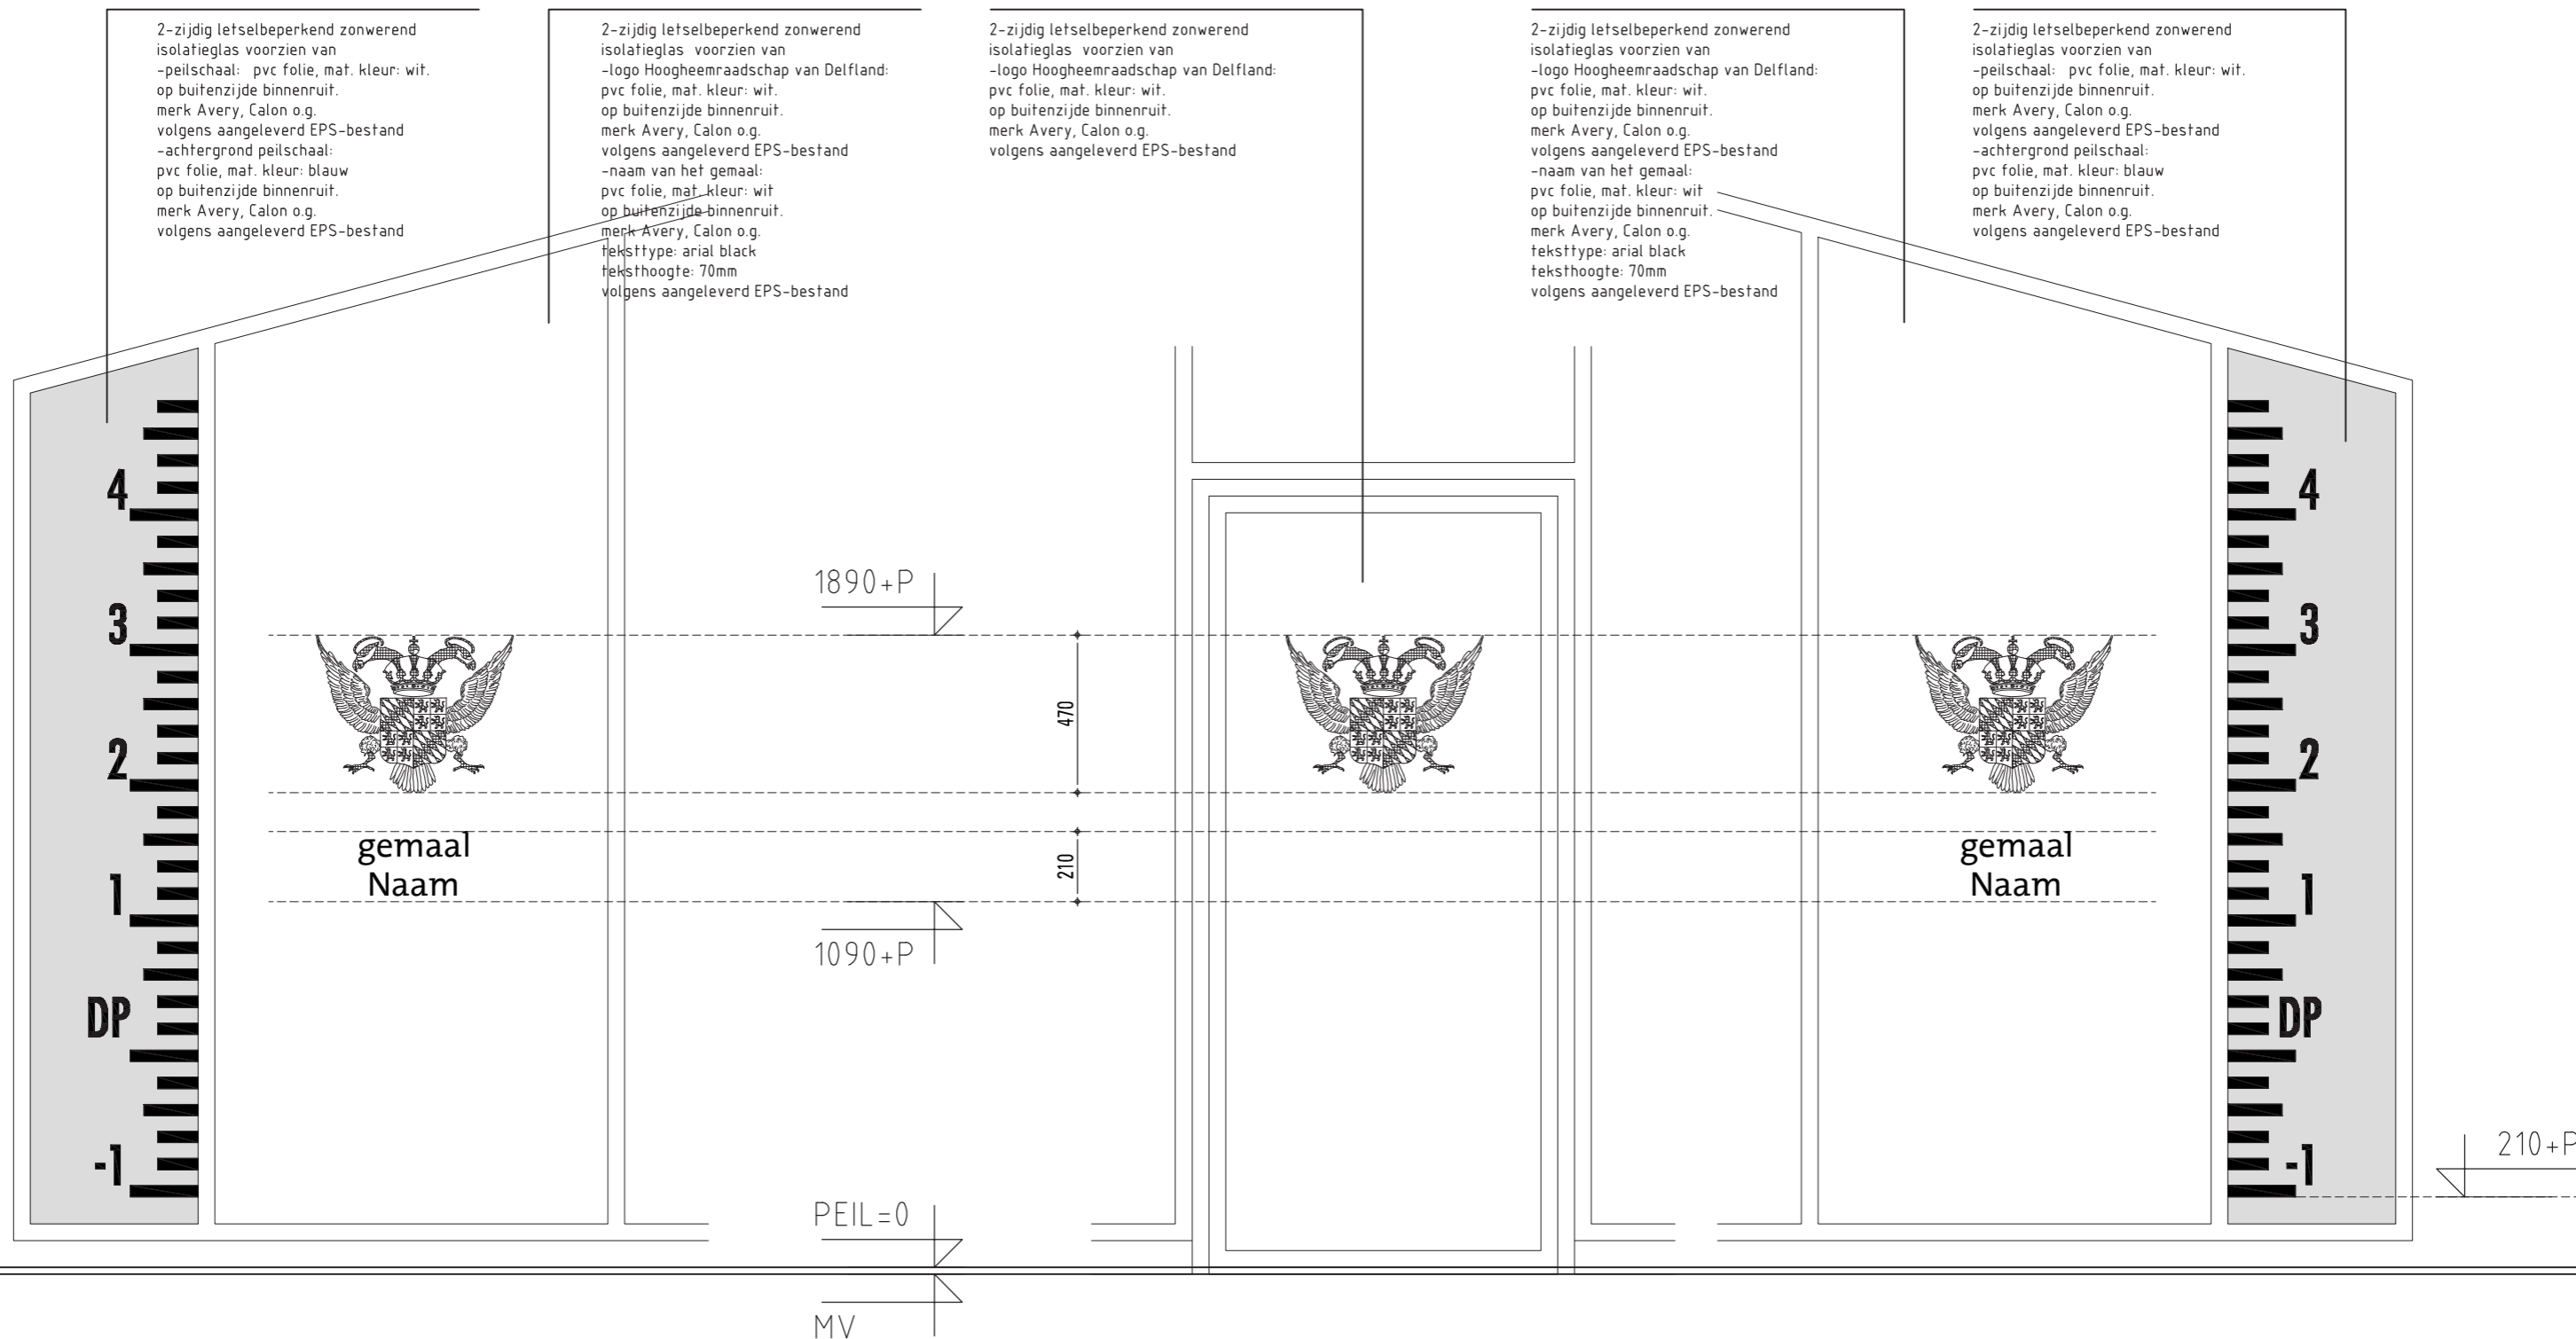 2-zijdig letselbeperkend zonwerend
isolatieglas voorzien van
-peilschaal: pvc folie, mat. kleur: wit.
op buitenzijde binnenruit.
merk Avery, Calon o.g.
volgens aangeleverd EPS-bestand
-achtergrond peilschaal:
pvc folie, mat. kleur: blauw
op buitenzijde binnenruit.
merk Avery, Calon o.g.
volgens aangeleverd EPS-bestand
2-zijdig letselbeperkend zonwerend
isolatieglas voorzien van
-logo Hoogheemraadschap van Delfland:
pvc folie, mat. kleur: wit.
op buitenzijde binnenruit.
merk Avery, Calon o.g.
volgens aangeleverd EPS-bestand
-naam van het gemaal:
pvc folie, mat. kleur: wit
op buitenzijde binnenruit.
merk Avery, Calon o.g.
teksttype: arial black
teksthoogte: 70mm
volgens aangeleverd EPS-bestand
2-zijdig letselbeperkend zonwerend
isolatieglas voorzien van
-logo Hoogheemraadschap van Delfland:
pvc folie, mat. kleur: wit.
op buitenzijde binnenruit.
merk Avery, Calon o.g.
volgens aangeleverd EPS-bestand
2-zijdig letselbeperkend zonwerend
isolatieglas voorzien van
-logo Hoogheemraadschap van Delfland:
pvc folie, mat. kleur: wit.
op buitenzijde binnenruit.
merk Avery, Calon o.g.
volgens aangeleverd EPS-bestand
-naam van het gemaal:
pvc folie, mat. kleur: wit
op buitenzijde binnenruit.
merk Avery, Calon o.g.
teksttype: arial black
teksthoogte: 70mm
volgens aangeleverd EPS-bestand
2-zijdig letselbeperkend zonwerend
isolatieglas voorzien van
-peilschaal: pvc folie, mat. kleur: wit.
op buitenzijde binnenruit.
merk Avery, Calon o.g.
volgens aangeleverd EPS-bestand
-achtergrond peilschaal:
pvc folie, mat. kleur: blauw
op buitenzijde binnenruit.
merk Avery, Calon o.g.
volgens aangeleverd EPS-bestand
4
3
2
1
DP
-1
gemaal
Naam
1890+P
470
210
1090+P
PEIL=0
MV
gemaal
Naam
4
3
2
1
DP
-1
210+P